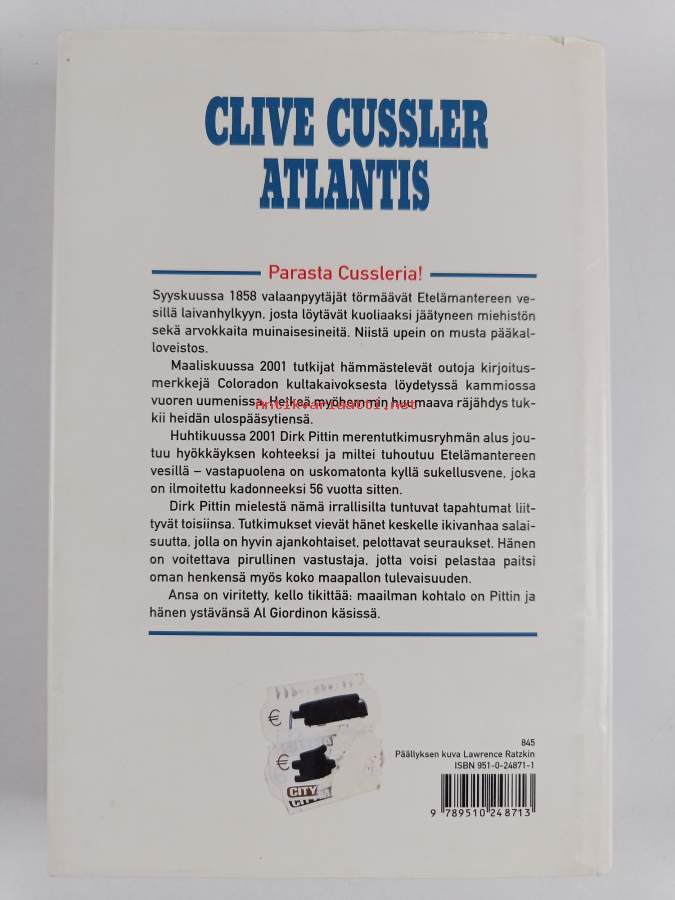 CLIVE CUSSLER
ATLANTIS
Parasta Cussleria!
Syyskuussa 1858 valaanpyytäjät törmäävät Etelämantereen ve-
sillä laivanhylkyyn, josta löytävät kuoliaaksi jäätyneen miehistön
sekä arvokkaita muinaisesineitä. Niistä upein on musta pääkal-
loveistos.
Maaliskuussa 2001 tutkijat hämmästelevät outoja kirjoitus-
merkkejä Coloradon kultakaivoksesta löydetyssä kammiossa
vuoren uumenissa. Hetkeä myöhemmin huumaava räjähdys tuk-
Antikvariaatti.net
kii heidän ulospääsytiensä.
Huhtikuussa 2001 Dirk Pittin merentutkimusryhmän alus jou-
tuu hyökkäyksen kohteeksi ja miltei tuhoutuu Etelämantereen
vesillä – vastapuolena on uskomatonta kyllä sukellusvene, joka
on ilmoitettu kadonneeksi 56 vuotta sitten.
Dirk Pittin mielestä nämä irrallisilta tuntuvat tapahtumat liit-
tyvät toisiinsa. Tutkimukset vievät hänet keskelle ikivanhaa salai-
suutta, jolla on hyvin ajankohtaiset, pelottavat seuraukset. Hänen
on voitettava pirullinen vastustaja, jotta voisi pelastaa paitsi
oman henkensä myös koko maapallon tulevaisuuden.
Ansa on viritetty, kello tikittää: maailman kohtalo on Pittin ja
hänen ystävänsä Al Giordinon käsissä.
€
€
CITY
845
Päällyksen kuva Lawrence Ratzkin
ISBN 951-0-24871-1
9 789510 248713